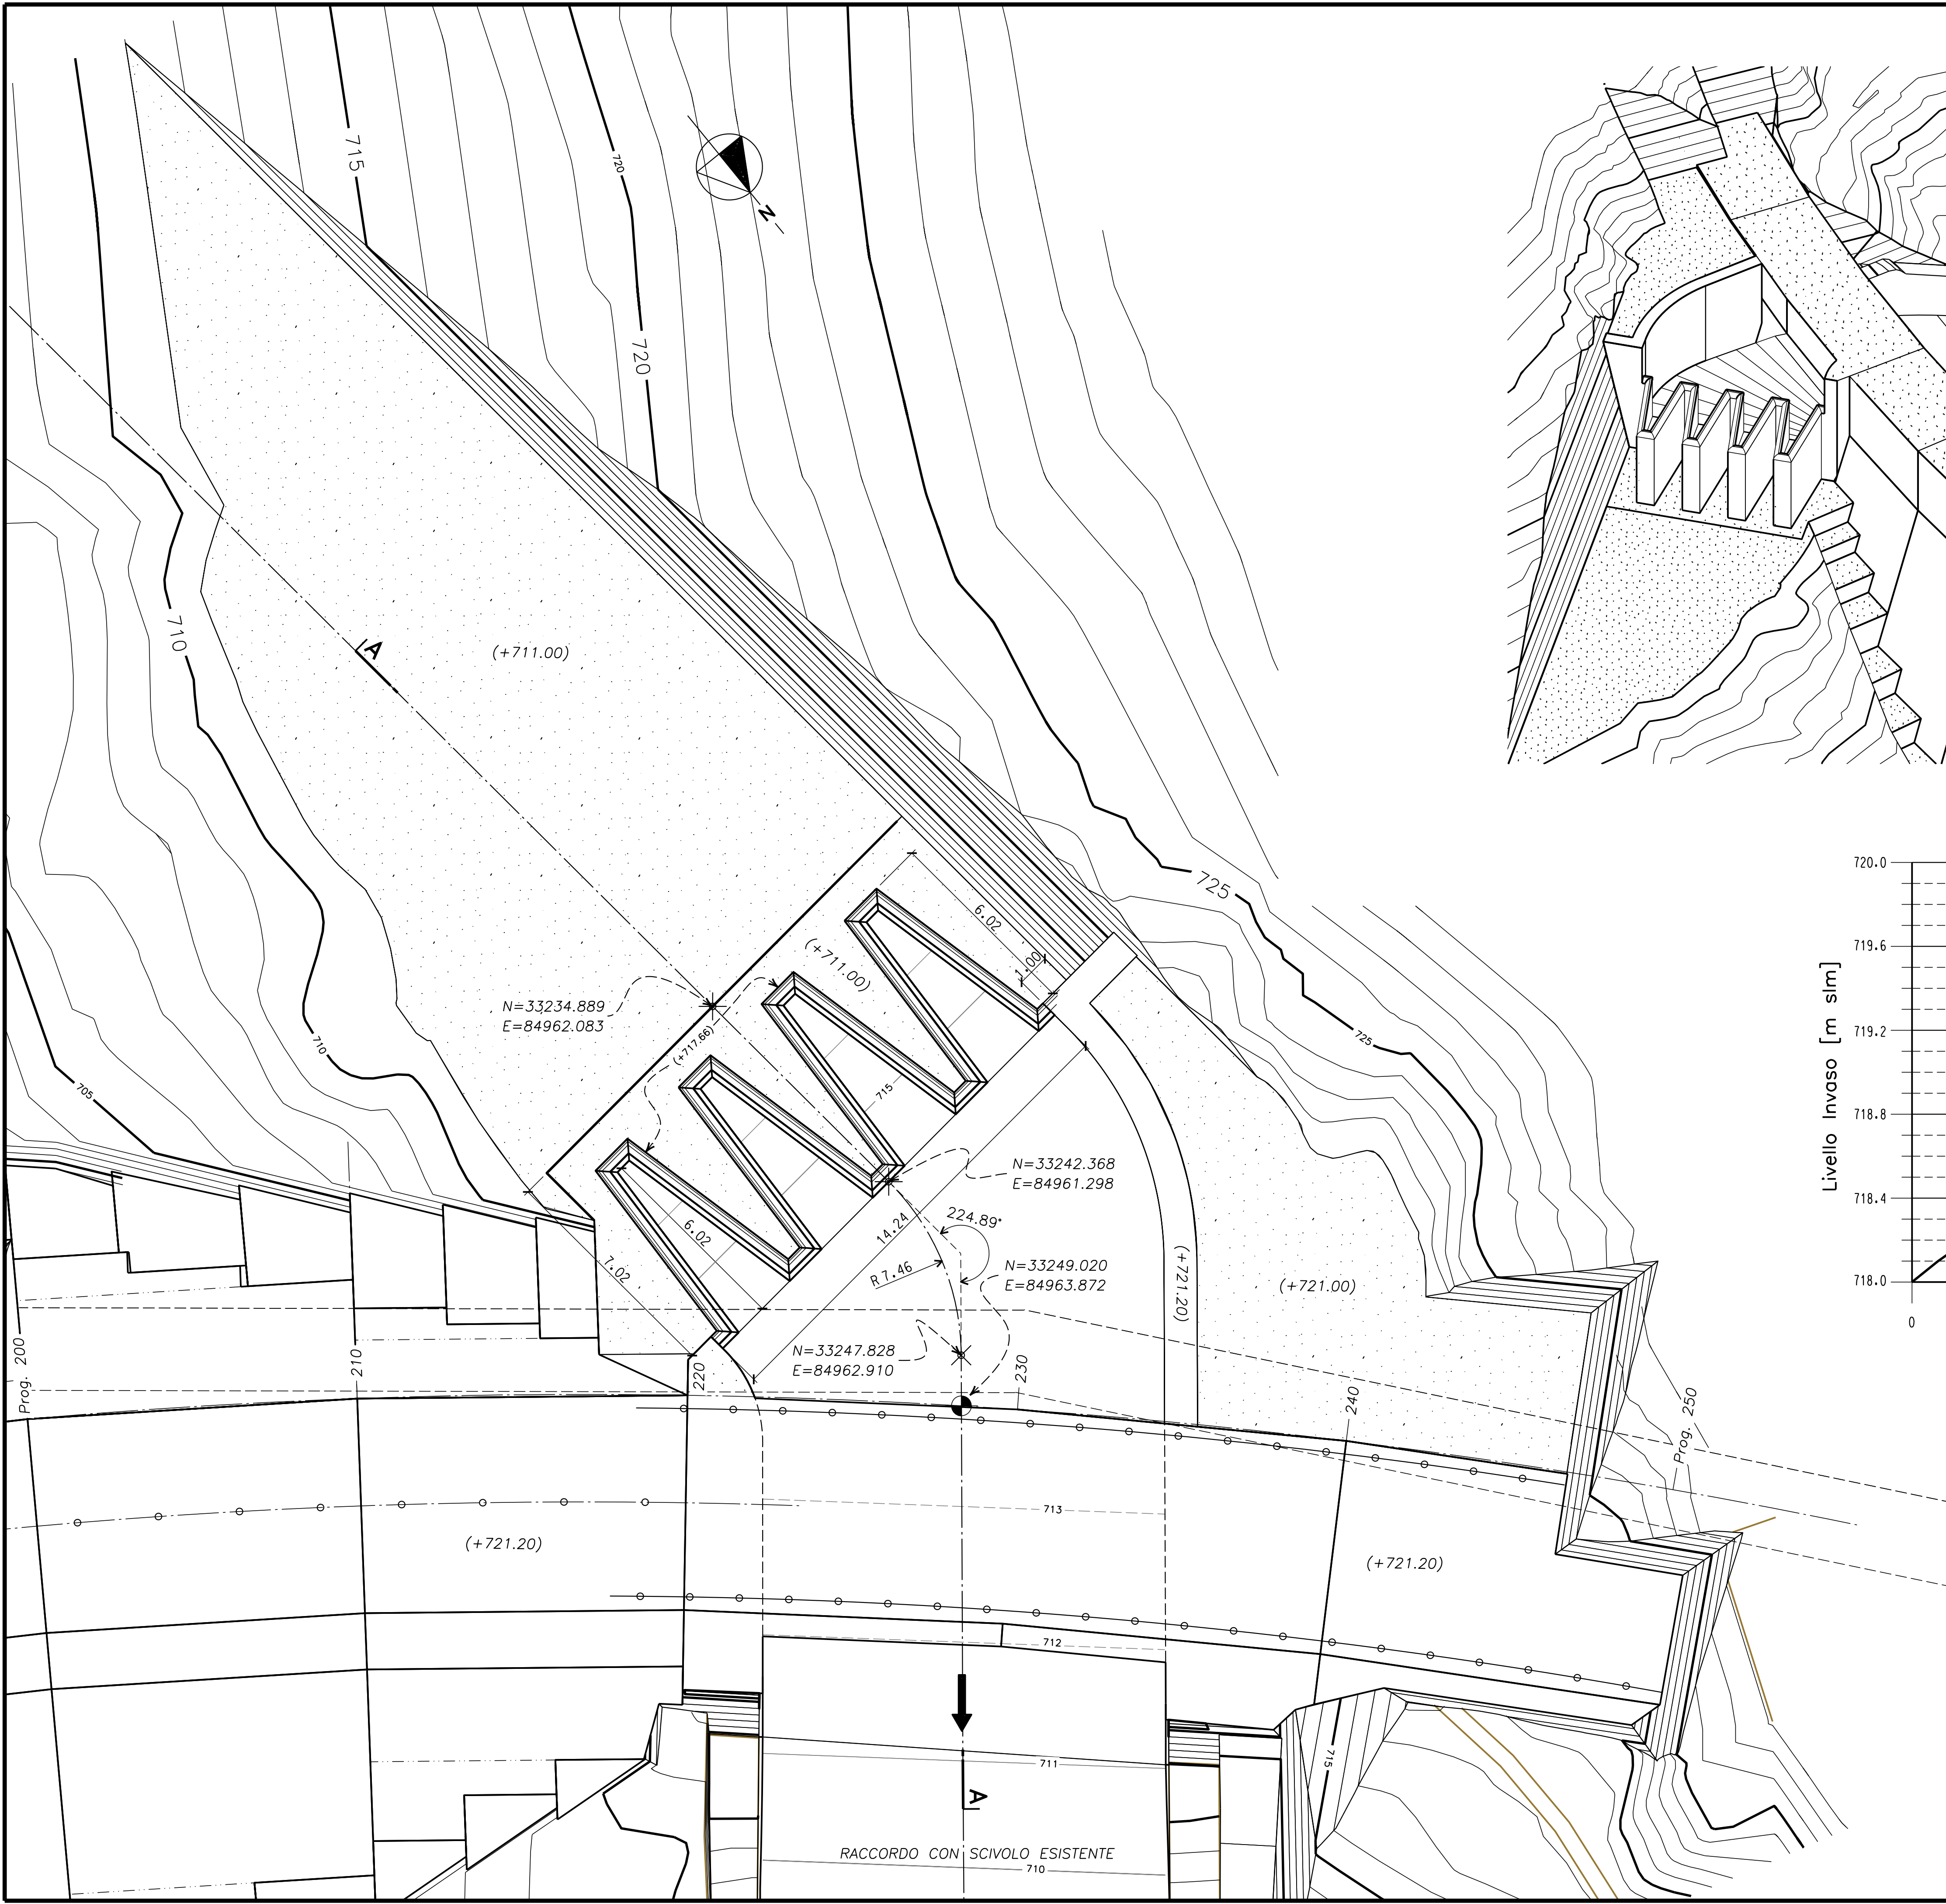 715
720
N
720
A
(+711.00)
710
725
6.02
1.00
(+711.00)
N=33234.889
E=84962.083
(+717.66)
710
705
715
725
N=33242.368
E=84961.298
14.24
224.89°
R 7.46
6.02
7.02
N=33249.020
E=84963.872
N=33247.828
E=84962.910
(+721.20)
(+721.00)
Prog. 200
210
220
230
240
Prog. 250
713
(+721.20)
(+721.20)
712
711
715
A
RACCORDO CON SCIVOLO ESISTENTE
710
Livello Invaso [m slm]
720.0
719.6
719.2
718.8
718.4
718.0
0